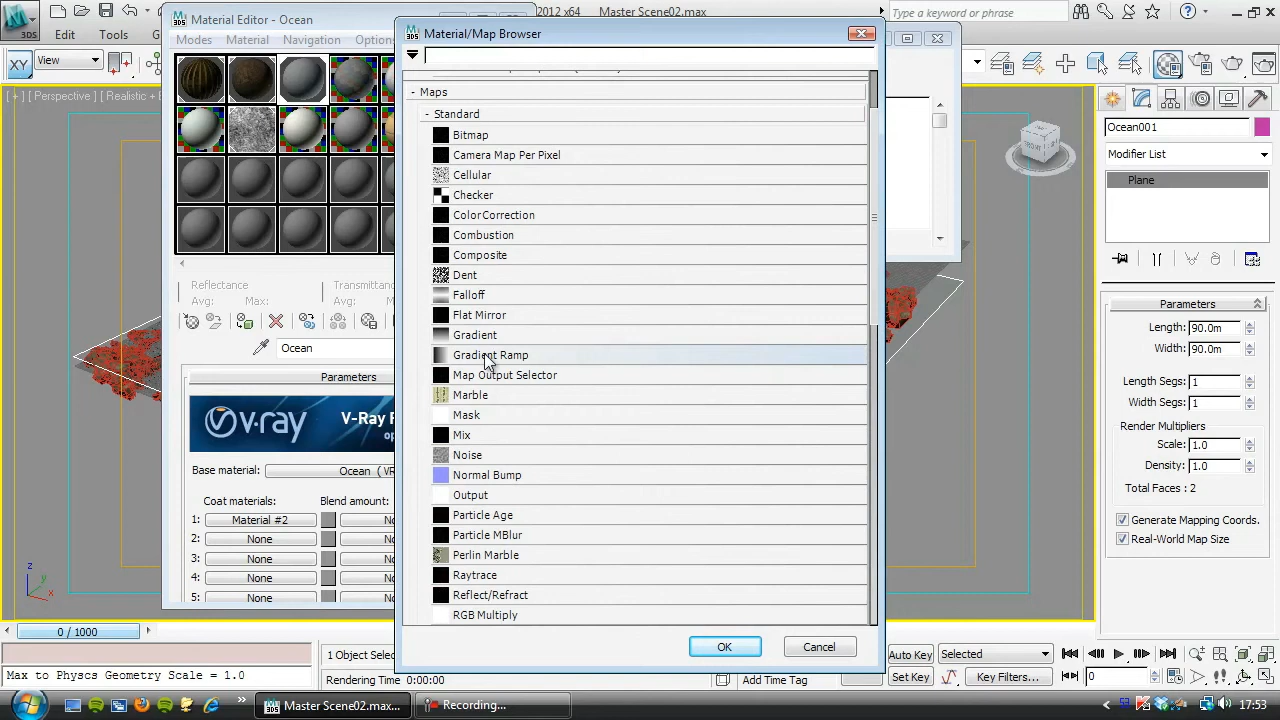 Material Editor - Ocean
Modes Material Navigation Option
Material/Map Browser
2012 x64 Master Scene02.max
Type a keyword or phrase
Edit Tools
XY View
[ + ] [ Perspective ] [ Realistic +
- Maps
- Standard
Bitmap
Camera Map Per Pixel
Cellular
Checker
Color Correction
Combustion
Composite
Dent
Falloff
Flat Mirror
Gradient
Gradient Ramp
Map Output Selector
Marble
Mask
Mix
Noise
Normal Bump
Output
Particle Age
Particle MBlur
Perlin Marble
Raytrace
Reflect/Refract
RGB Multiply
OK Cancel
Reflectance
Avg: Max:
Transmittan
Avg:
Ocean
Parameters
v-ray V-Ray
Base material: Ocean ( VR
Coat materials: Blend amount:
1: Material #2
2: None
3: None
4: None
5: None
Ocean001
Modifier List
Plane
Parameters
Length: 90.0m
Width: 90.0m
Length Segs: 1
Width Segs: 1
Render Multipliers
Scale: 1.0
Density: 1.0
Total Faces : 2
Generate Mapping Coords.
Real-World Map Size
0 / 1000
Max to Physcs Geometry Scale = 1.0
1 Object Selec
Rendering Time 0:00:00
Add Time Tag
Auto Key Selected
Set Key Key Filters...
0
Master Scene02.max...
Recording...
17:53